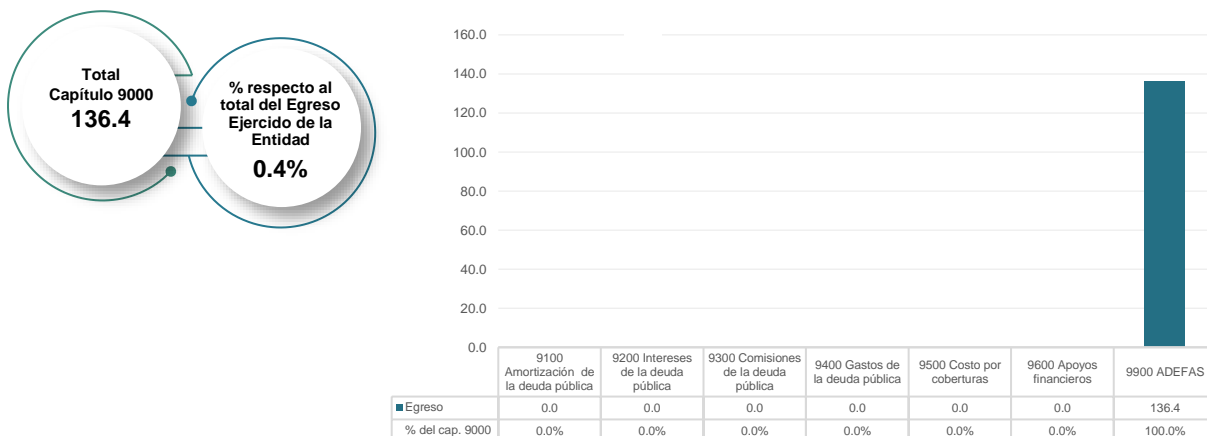 Total
Capítulo 9000
136.4
% respecto al
total del Egreso
Ejercido de la
Entidad
0.4%
160.0
140.0
120.0
100.0
80.0
60.0
40.0
20.0
0.0
9100
Amortización de
la deuda pública
9200 Intereses
de la deuda
pública
9300 Comisiones
de la deuda
pública
9400 Gastos de
la deuda pública
9500 Costo por
coberturas
9600 Apoyos
financieros
9900 ADEFAS
Egreso 0.0 0.0 0.0 0.0 0.0 0.0 136.4
% del cap. 9000 0.0% 0.0% 0.0% 0.0% 0.0% 0.0% 100.0%